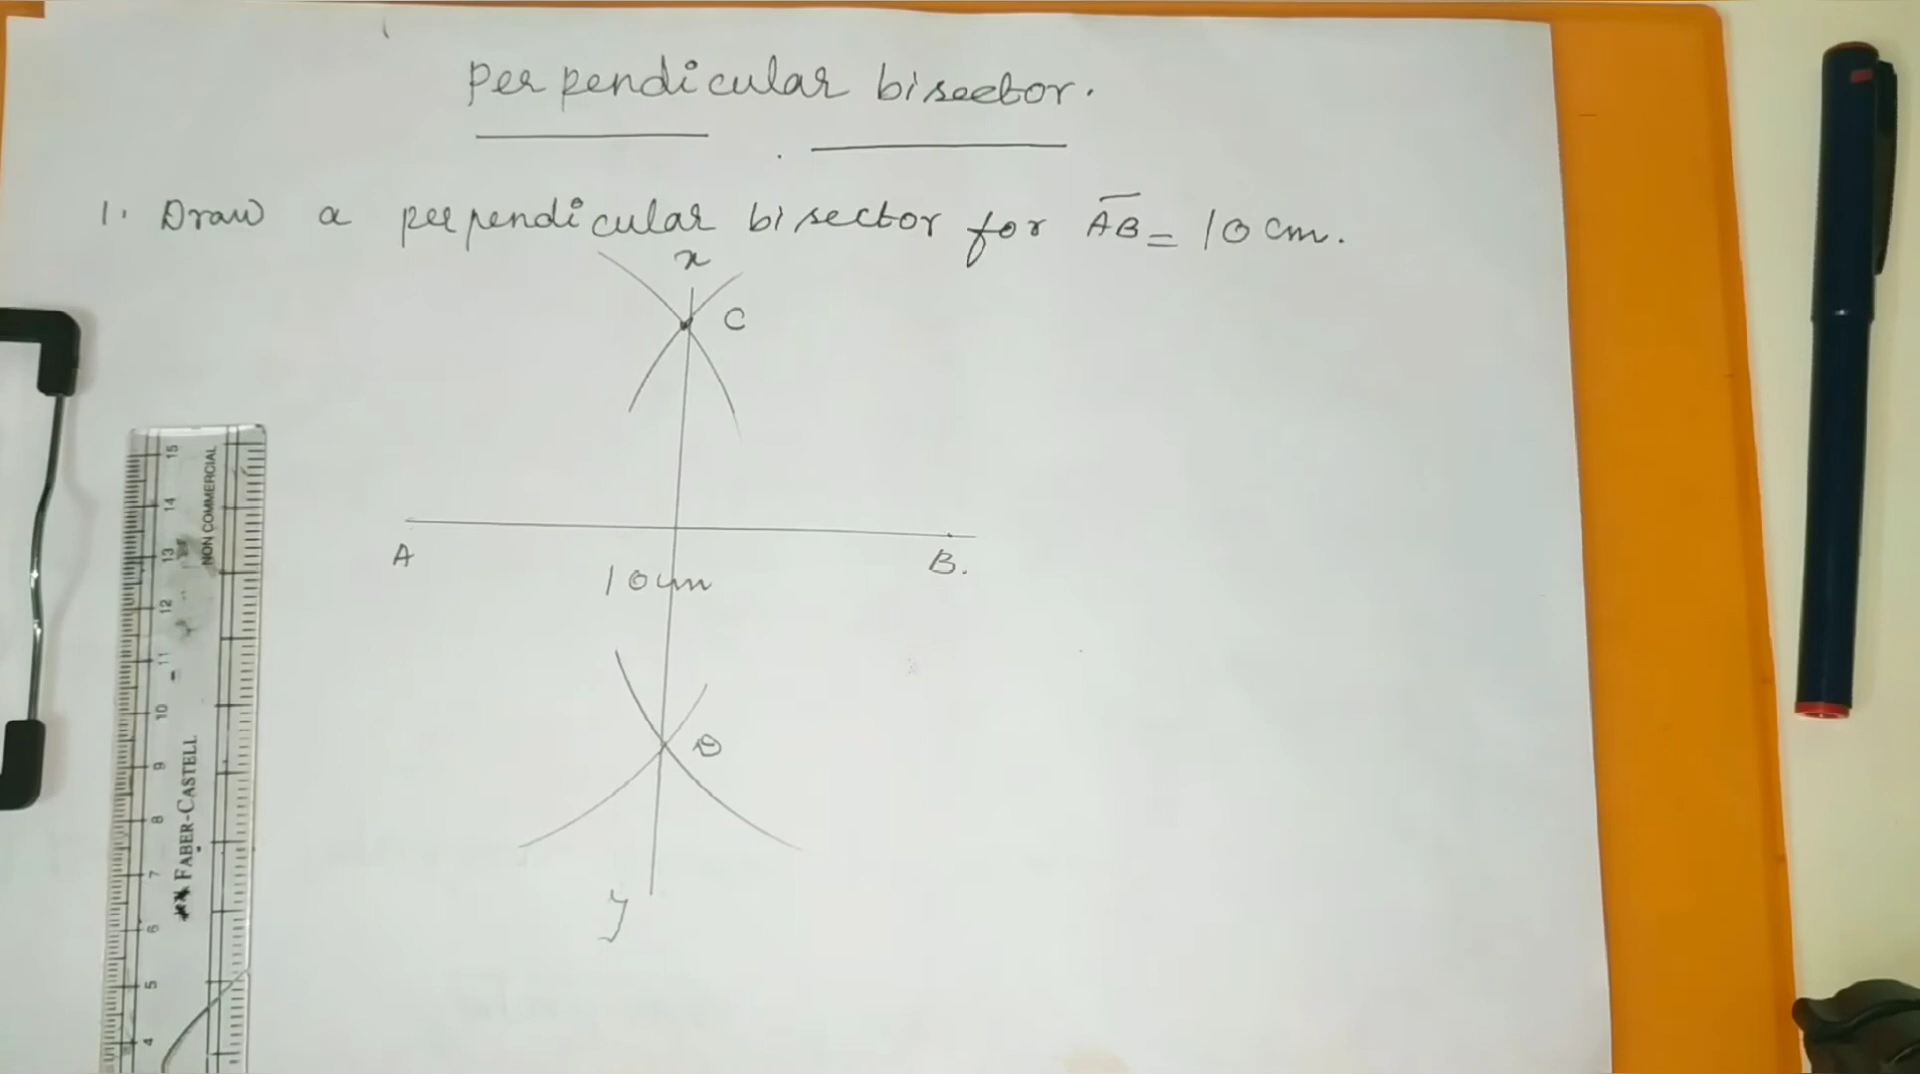 Perpendicular bisector.
1. Draw a perpendicular bisector for AB = 10 cm.
x
C
A
B.
10cm
D
y
15
14
13
12
11
10
9
8
7
6
5
4
NON COMMERCIAL
FABER-CASTELL